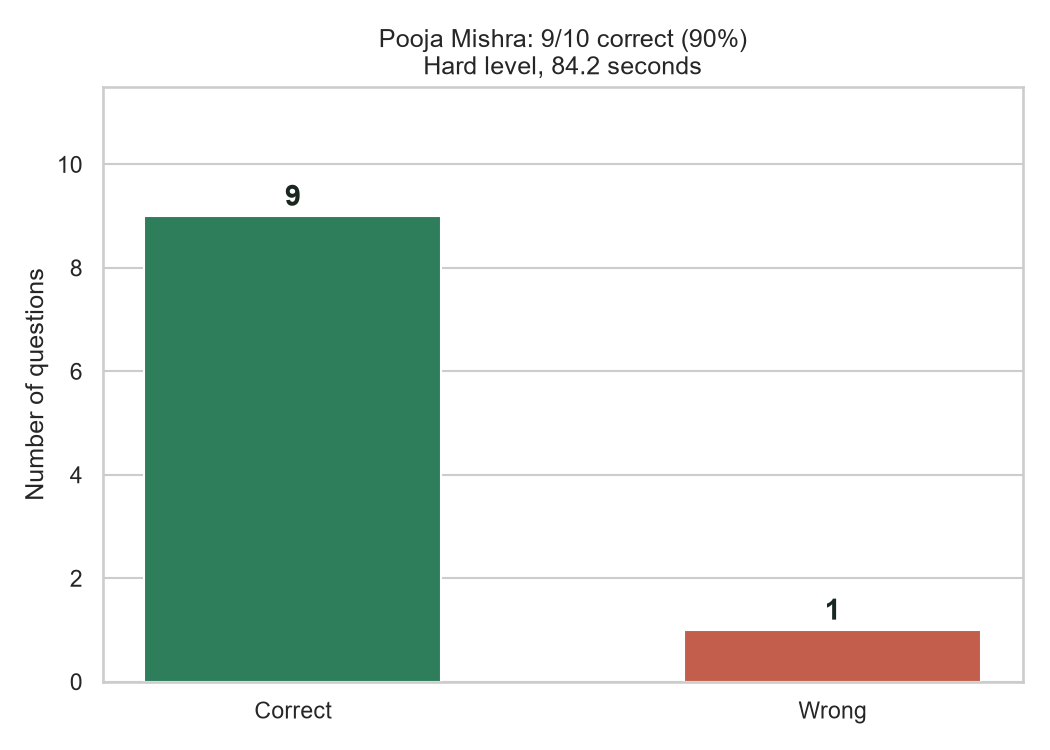 Pooja Mishra: 9/10 correct (90%)
Hard level, 84.2 seconds
Number of questions
10
8
6
4
2
0
9
1
Correct
Wrong